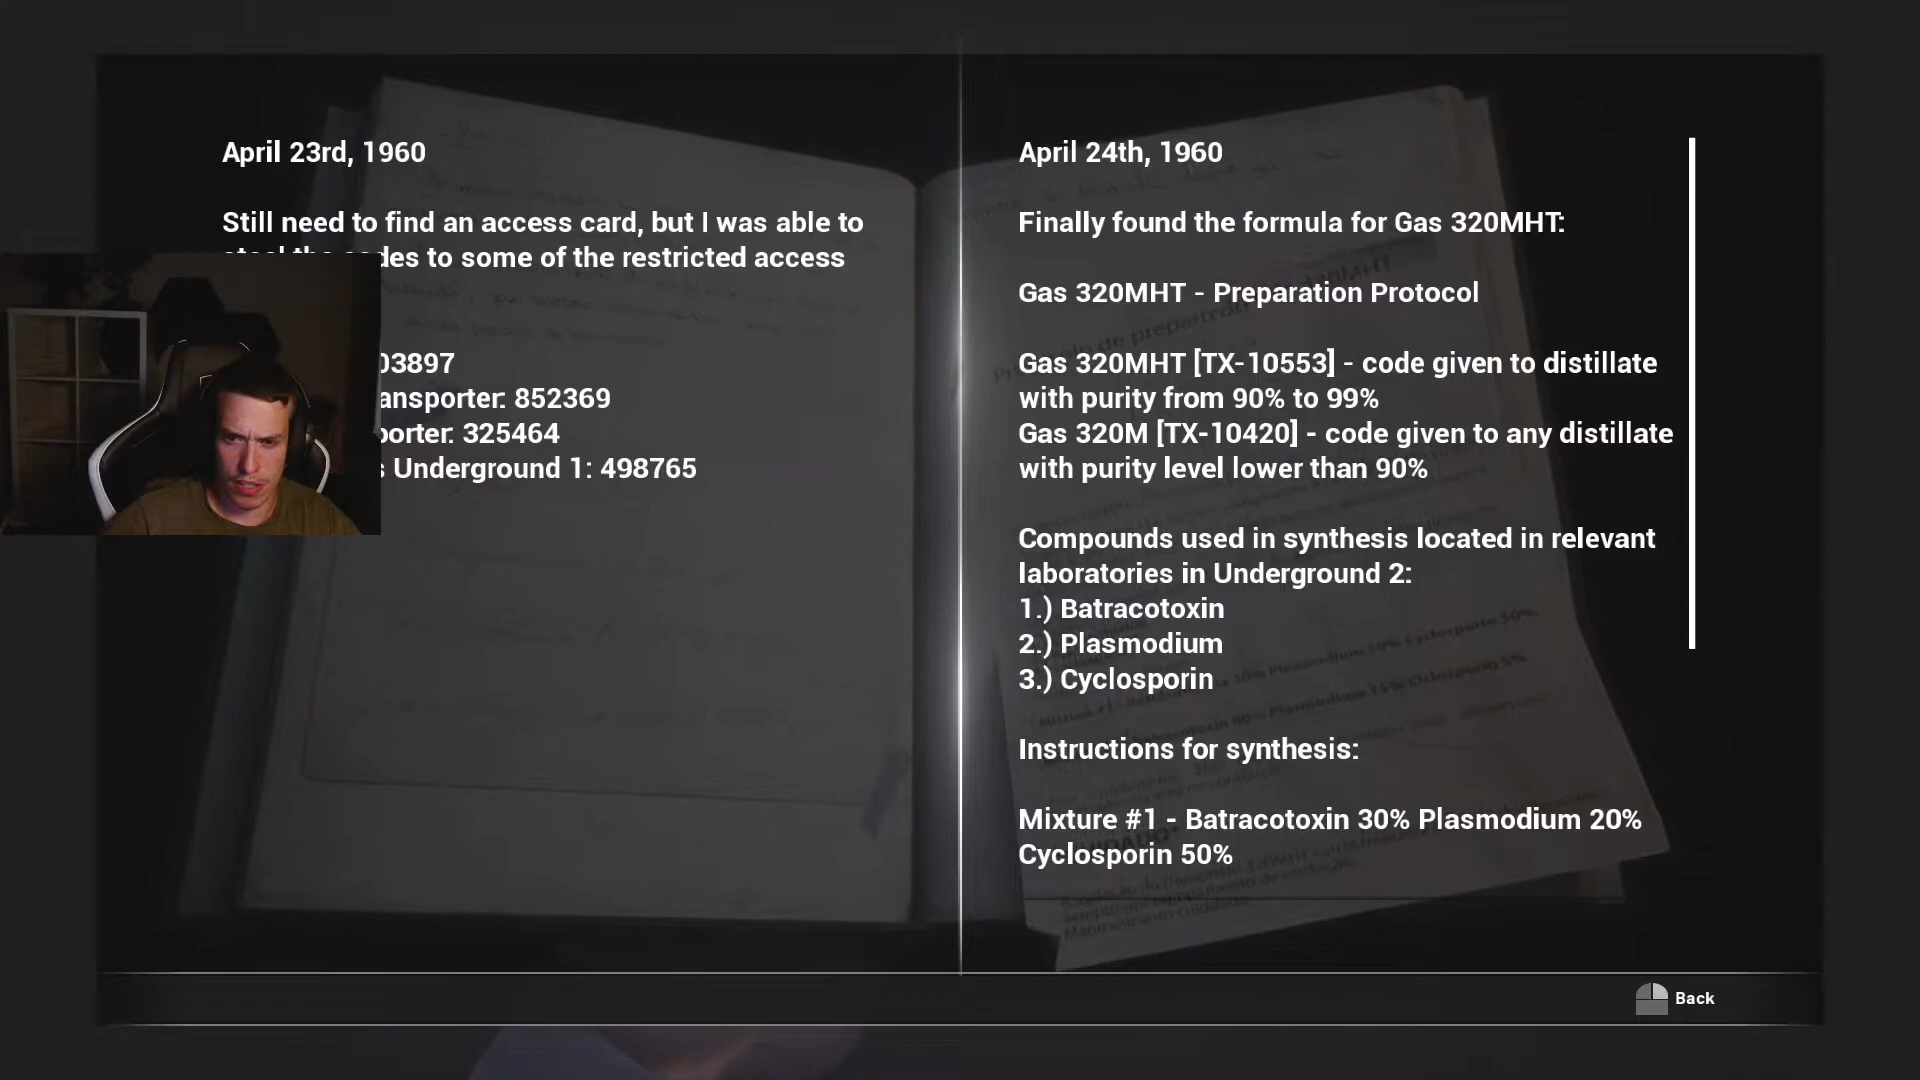 April 23rd, 1960
Still need to find an access card, but I was able to
codes to some of the restricted access
03897
ansporter: 852369
porter: 325464
s Underground 1: 498765
April 24th, 1960
Finally found the formula for Gas 320MHT:
Gas 320MHT - Preparation Protocol
Gas 320MHT [TX-10553] - code given to distillate
with purity from 90% to 99%
Gas 320M [TX-10420] - code given to any distillate
with purity level lower than 90%
Compounds used in synthesis located in relevant
laboratories in Underground 2:
1.) Batracotoxin
2.) Plasmodium
3.) Cyclosporin
Instructions for synthesis:
Mixture #1 - Batracotoxin 30% Plasmodium 20%
Cyclosporin 50%
Back